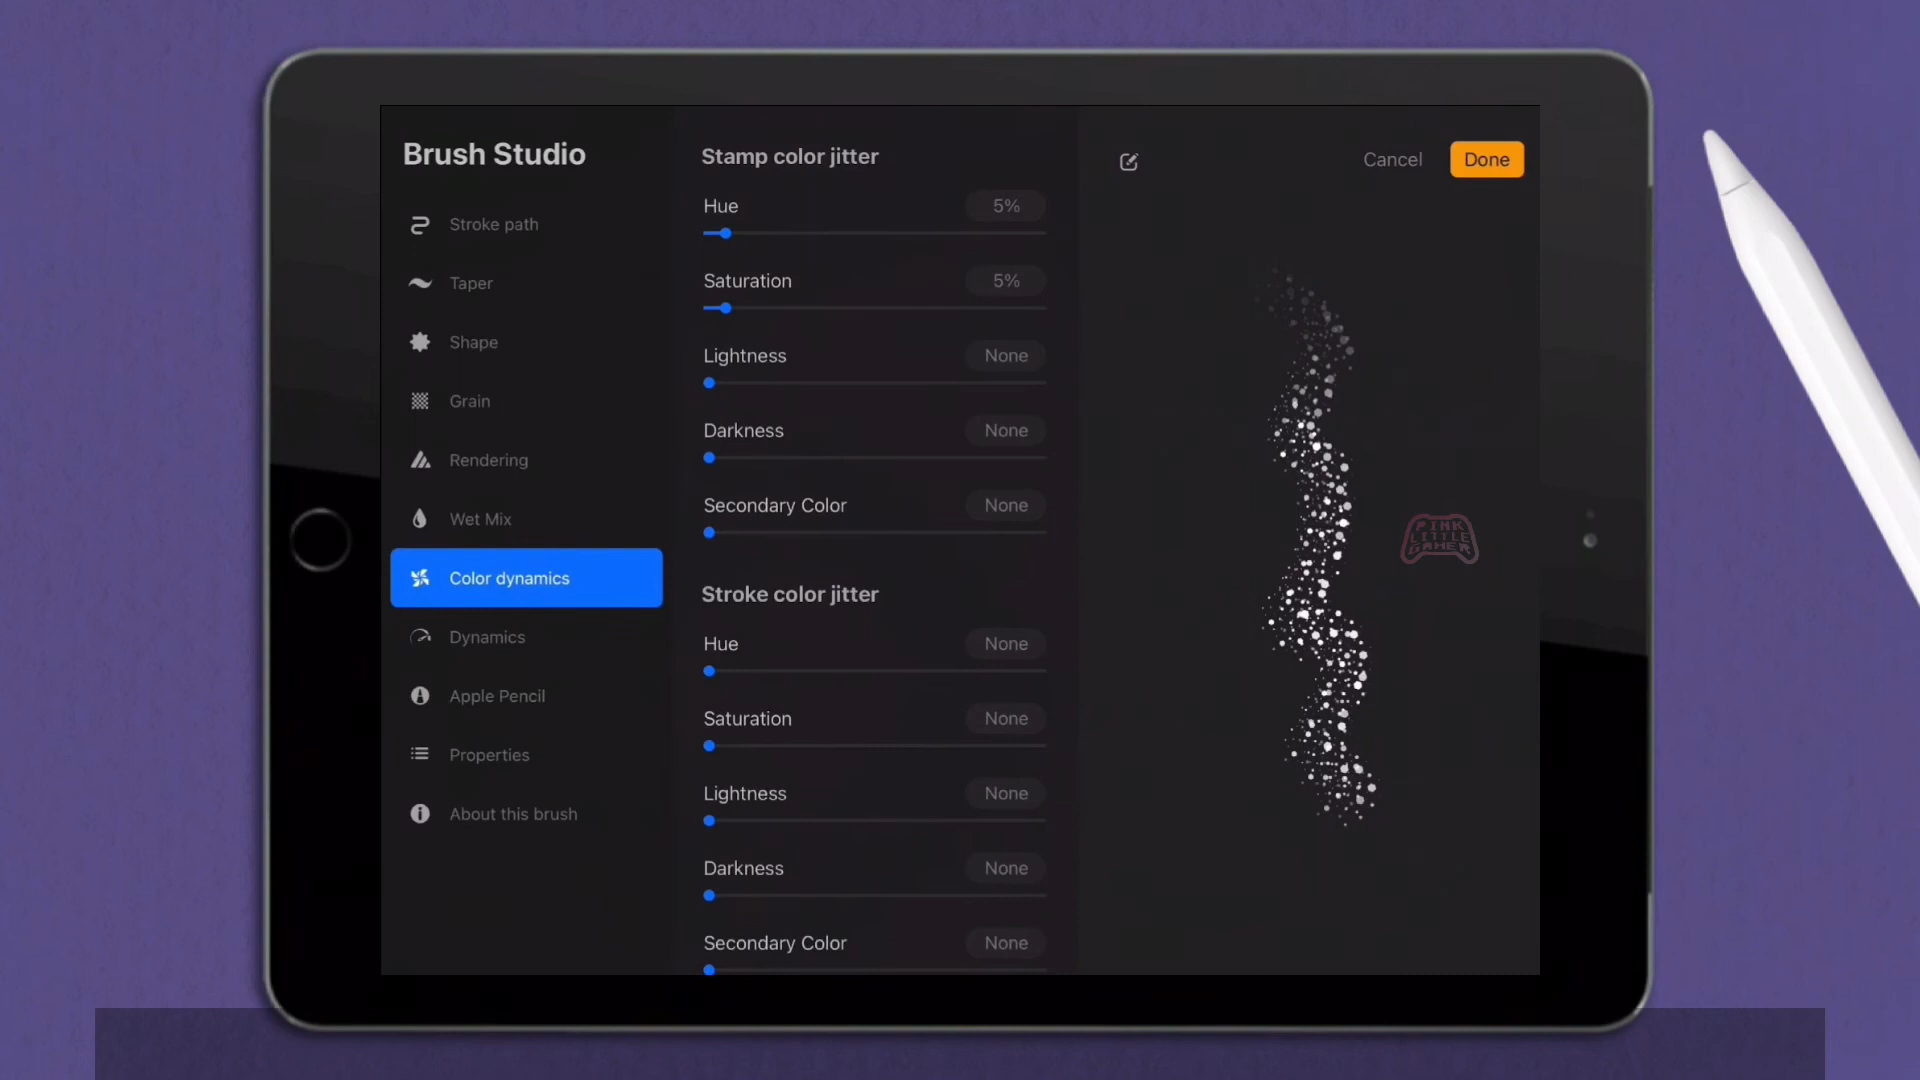 Brush Studio
Stroke path
Taper
Shape
Grain
Rendering
Wet Mix
Color dynamics
Dynamics
Apple Pencil
Properties
About this brush
Stamp color jitter
Hue 5%
Saturation 5%
Lightness None
Darkness None
Secondary Color None
Stroke color jitter
Hue None
Saturation None
Lightness None
Darkness None
Secondary Color None
Cancel Done
PINK
LITTLE
GAMER